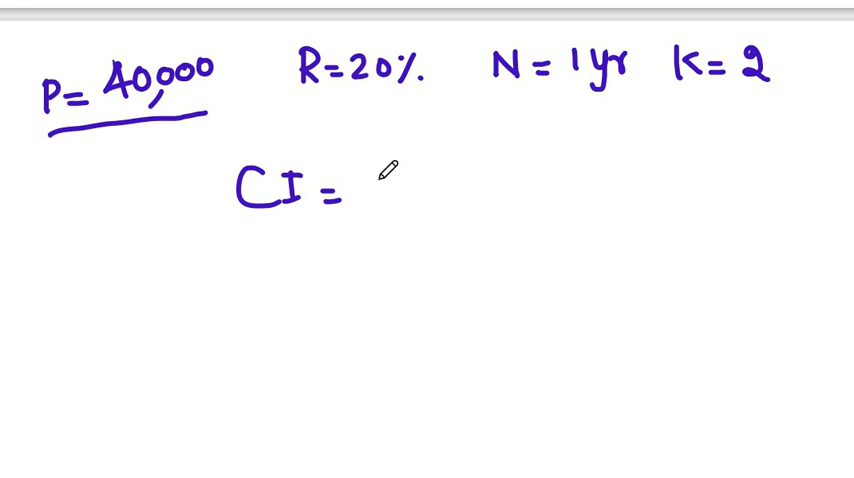 P= 40,000 R=20%. N = 1yr K= 2
CI =